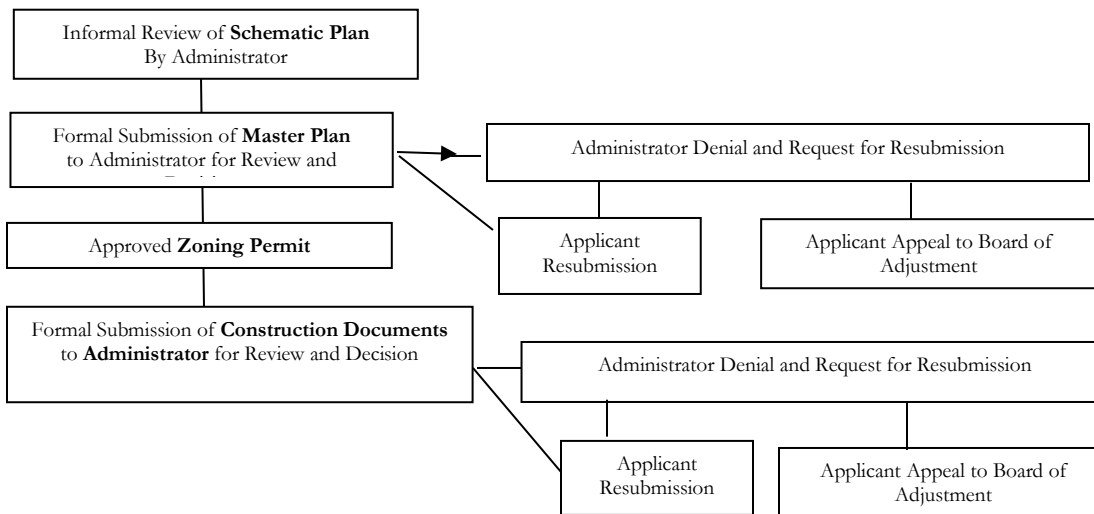 Informal Review of Schematic Plan
By Administrator
Formal Submission of Master Plan
to Administrator for Review and
Administrator Denial and Request for Resubmission
Applicant
Resubmission
Applicant Appeal to Board of
Adjustment
Approved Zoning Permit
Formal Submission of Construction Documents
to Administrator for Review and Decision
Administrator Denial and Request for Resubmission
Applicant
Resubmission
Applicant Appeal to Board of
Adjustment